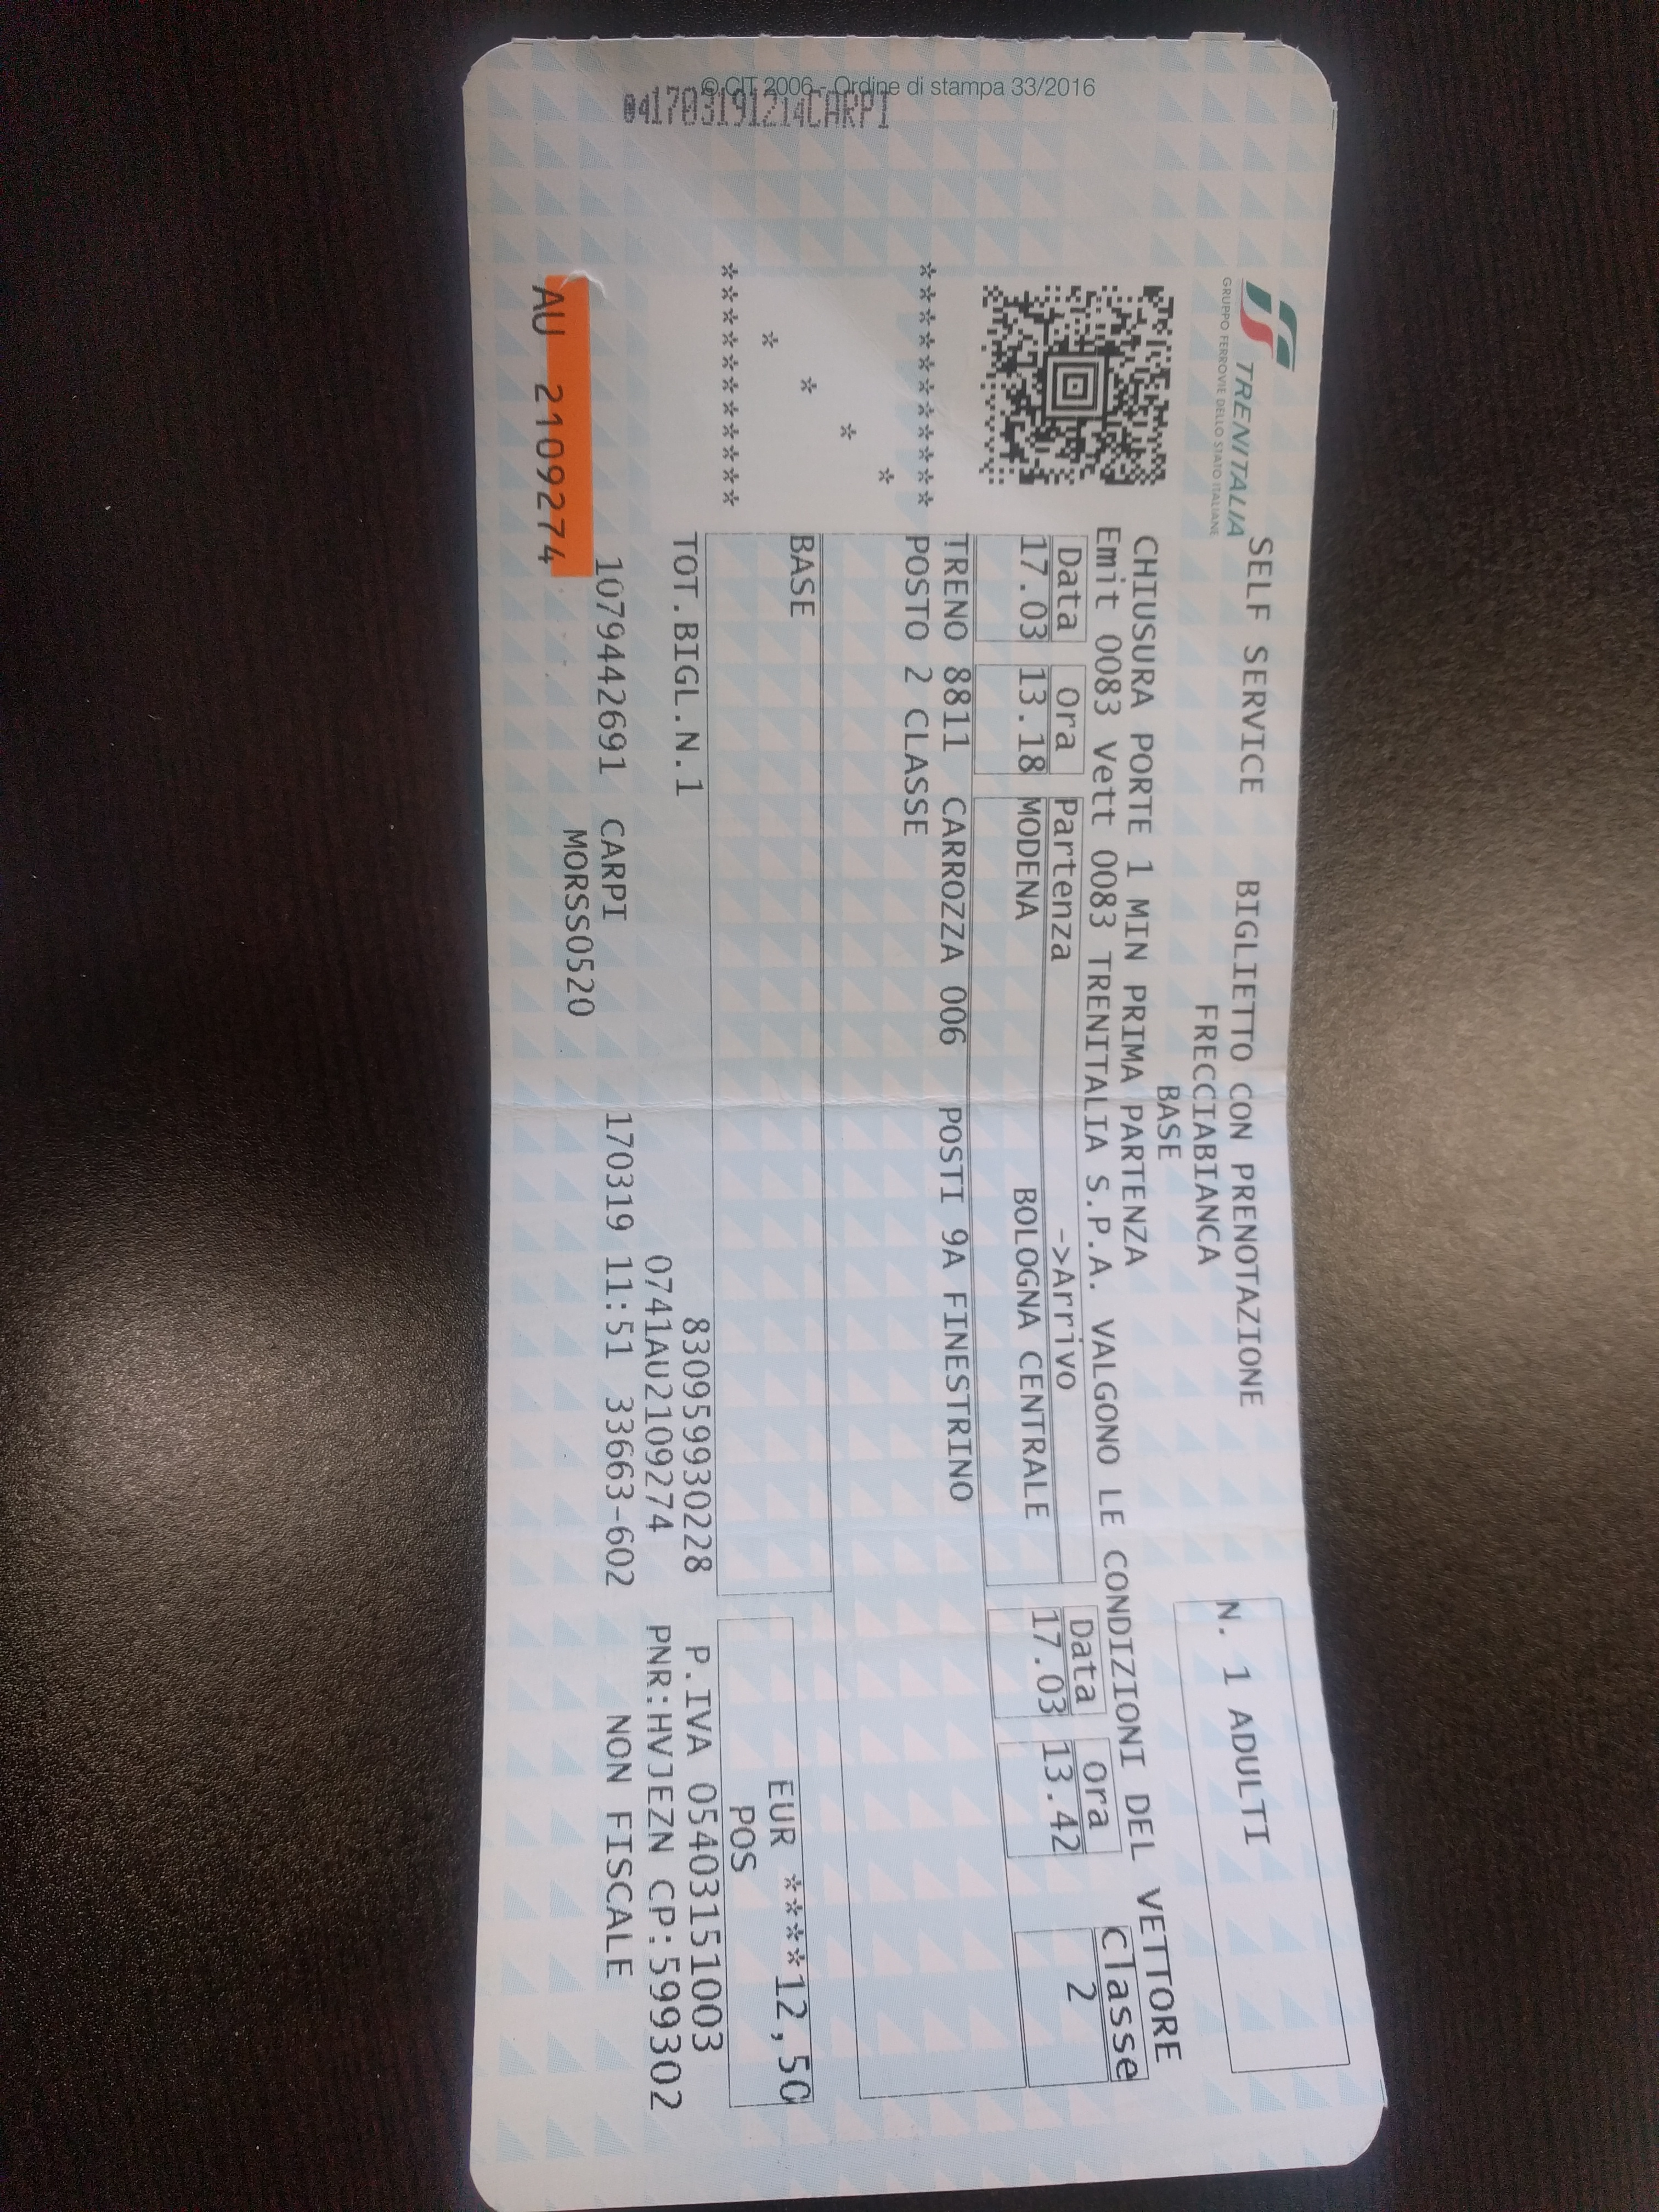 © CIT 2006 - Ordine di stampa 33/2016
CARPI
TRENITALIA
GRUPPO FERROVIE DELLO STATO ITALIANE
SELF SERVICE BIGLIETTO CON PRENOTAZIONE
FRECCIABIANCA
BASE
N. 1 ADULTI
CHIUSURA PORTE 1 MIN PRIMA PARTENZA
Emit 0083 Vett 0083 TRENITALIA S.P.A. VALGONO LE CONDIZIONI DEL VETTORE
Data Ora Partenza ->Arrivo Data Ora Classe
17.03 13.18 MODENA BOLOGNA CENTRALE 17.03 13.42 2
TRENO 8811 CARROZZA 006 POSTI 9A FINESTRINO
************ POSTO 2 CLASSE
*
*
*
*
BASE
EUR ****12,50
************
POS
TOT.BIGL.N.1
8309599930228 P.IVA 05403151003
0741AU2109274 PNR:HVJEZN CP:599302
1079442691 CARPI 170319 11:51 33663-602 NON FISCALE
MORSS0520
AU 2109274